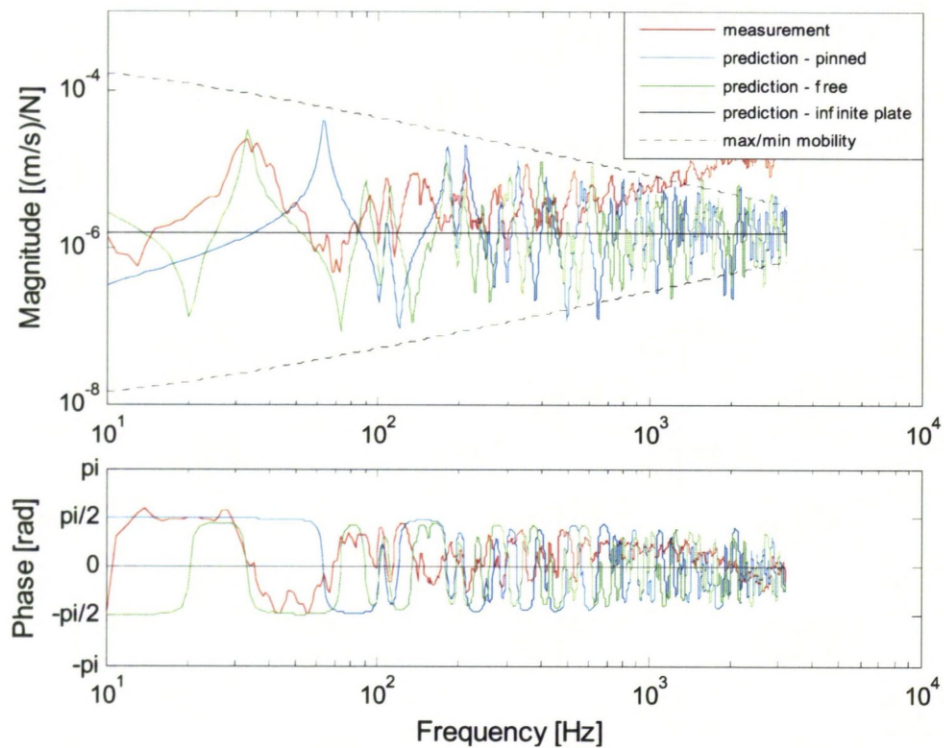 measurement
prediction - pinned
prediction - free
prediction - infinite plate
max/min mobility
Magnitude [(m/s)/N]
10^-4
10^-6
10^-8
10^1
10^2
10^3
10^4
Phase [rad]
pi
pi/2
0
-pi/2
-pi
10^1
10^2
10^3
10^4
Frequency [Hz]